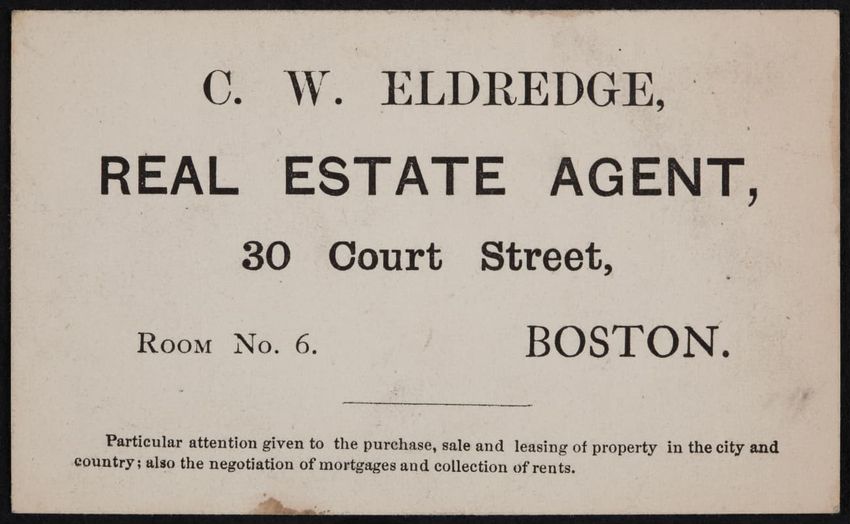 C. W. ELDREDGE,
REAL ESTATE AGENT,
30 Court Street,
ROOM No. 6. BOSTON.
Particular attention given to the purchase, sale and leasing of property in the city and
country; also the negotiation of mortgages and collection of rents.